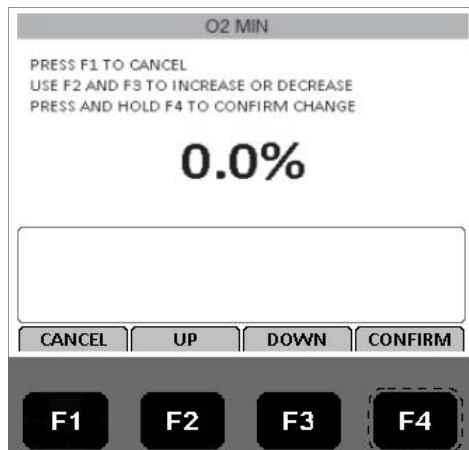 O2 MIN
PRESS F1 TO CANCEL
USE F2 AND F3 TO INCREASE OR DECREASE
PRESS AND HOLD F4 TO CONFIRM CHANGE
0.0%
CANCEL UP DOWN CONFIRM
F1 F2 F3 F4